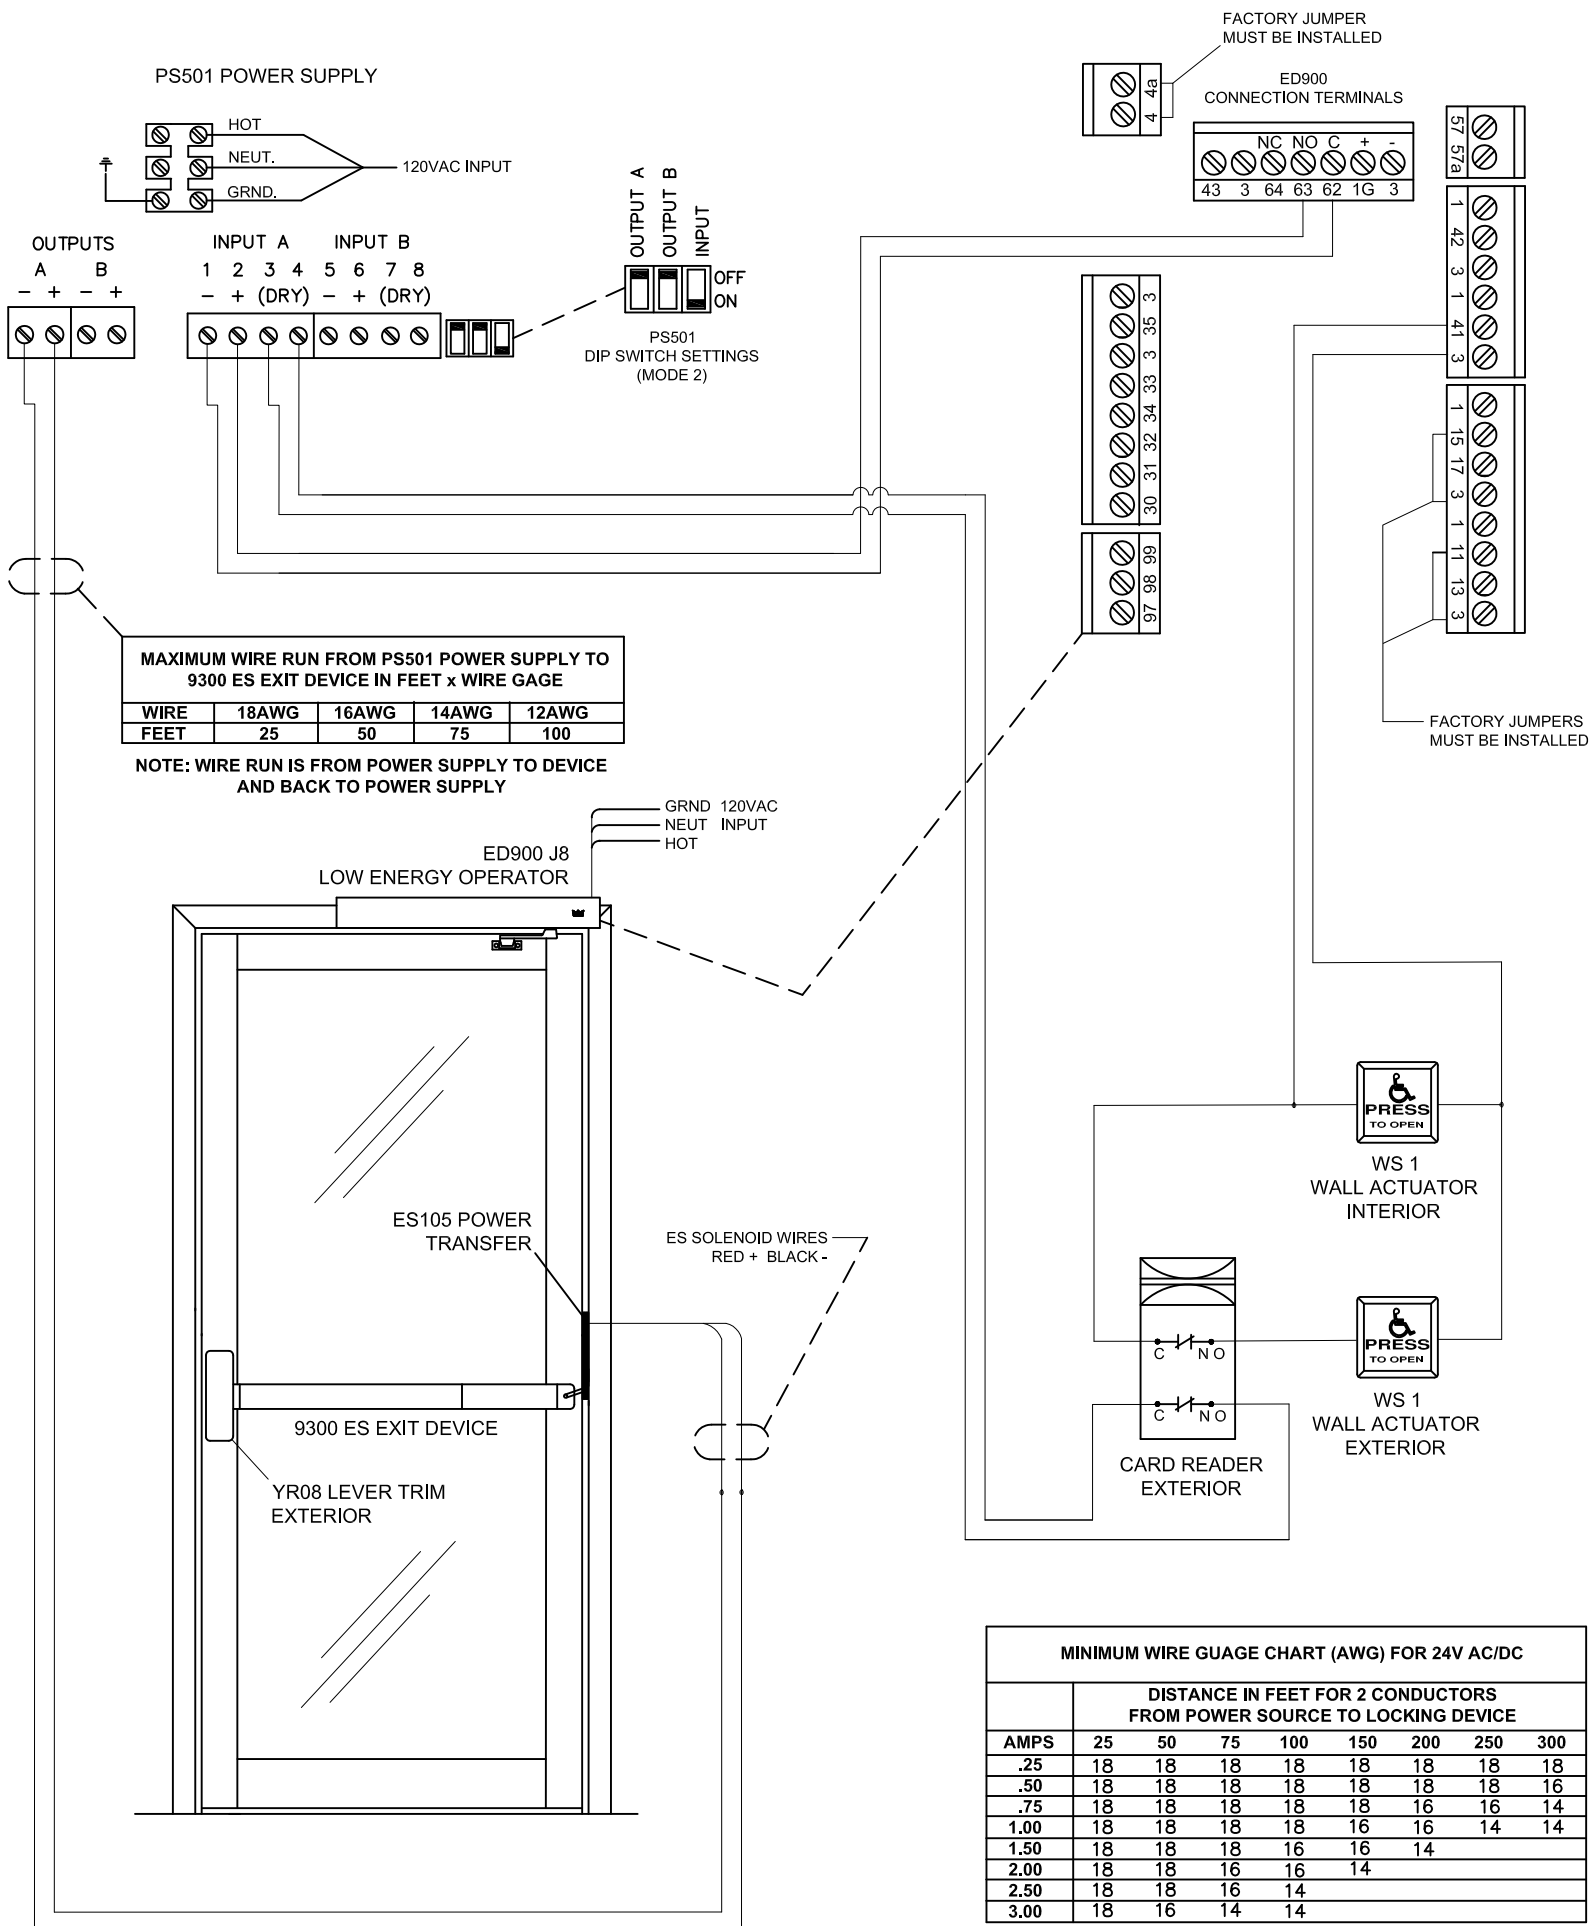 FACTORY JUMPER
MUST BE INSTALLED
PS501 POWER SUPPLY
HOT
NEUT.
GRND.
120VAC INPUT
4a
4
ED900
CONNECTION TERMINALS
NC NO C + -
43 3 64 63 62 1G 3
57
57a
OUTPUTS
A B
- + - +
INPUT A INPUT B
1 2 3 4 5 6 7 8
- + (DRY) - + (DRY)
OUTPUT A
OUTPUT B
INPUT
OFF
ON
PS501
DIP SWITCH SETTINGS
(MODE 2)
3
35
3
33
34
32
31
30
99
98
97
1
42
3
1
41
3
1
15
17
3
1
11
13
3
FACTORY JUMPERS
MUST BE INSTALLED
MAXIMUM WIRE RUN FROM PS501 POWER SUPPLY TO
9300 ES EXIT DEVICE IN FEET x WIRE GAGE
WIRE 18AWG 16AWG 14AWG 12AWG
FEET 25 50 75 100
NOTE: WIRE RUN IS FROM POWER SUPPLY TO DEVICE
AND BACK TO POWER SUPPLY
GRND 120VAC
NEUT INPUT
HOT
ED900 J8
LOW ENERGY OPERATOR
ES105 POWER
TRANSFER
ES SOLENOID WIRES
RED + BLACK -
9300 ES EXIT DEVICE
YR08 LEVER TRIM
EXTERIOR
PRESS
TO OPEN
WS 1
WALL ACTUATOR
INTERIOR
C N O
C N O
CARD READER
EXTERIOR
PRESS
TO OPEN
WS 1
WALL ACTUATOR
EXTERIOR
MINIMUM WIRE GUAGE CHART (AWG) FOR 24V AC/DC
DISTANCE IN FEET FOR 2 CONDUCTORS
FROM POWER SOURCE TO LOCKING DEVICE
AMPS 25 50 75 100 150 200 250 300
.25 18 18 18 18 18 18 18 18
.50 18 18 18 18 18 18 18 16
.75 18 18 18 18 18 16 16 14
1.00 18 18 18 18 16 16 14 14
1.50 18 18 18 16 16 14
2.00 18 18 16 16 14
2.50 18 18 16 14
3.00 18 16 14 14